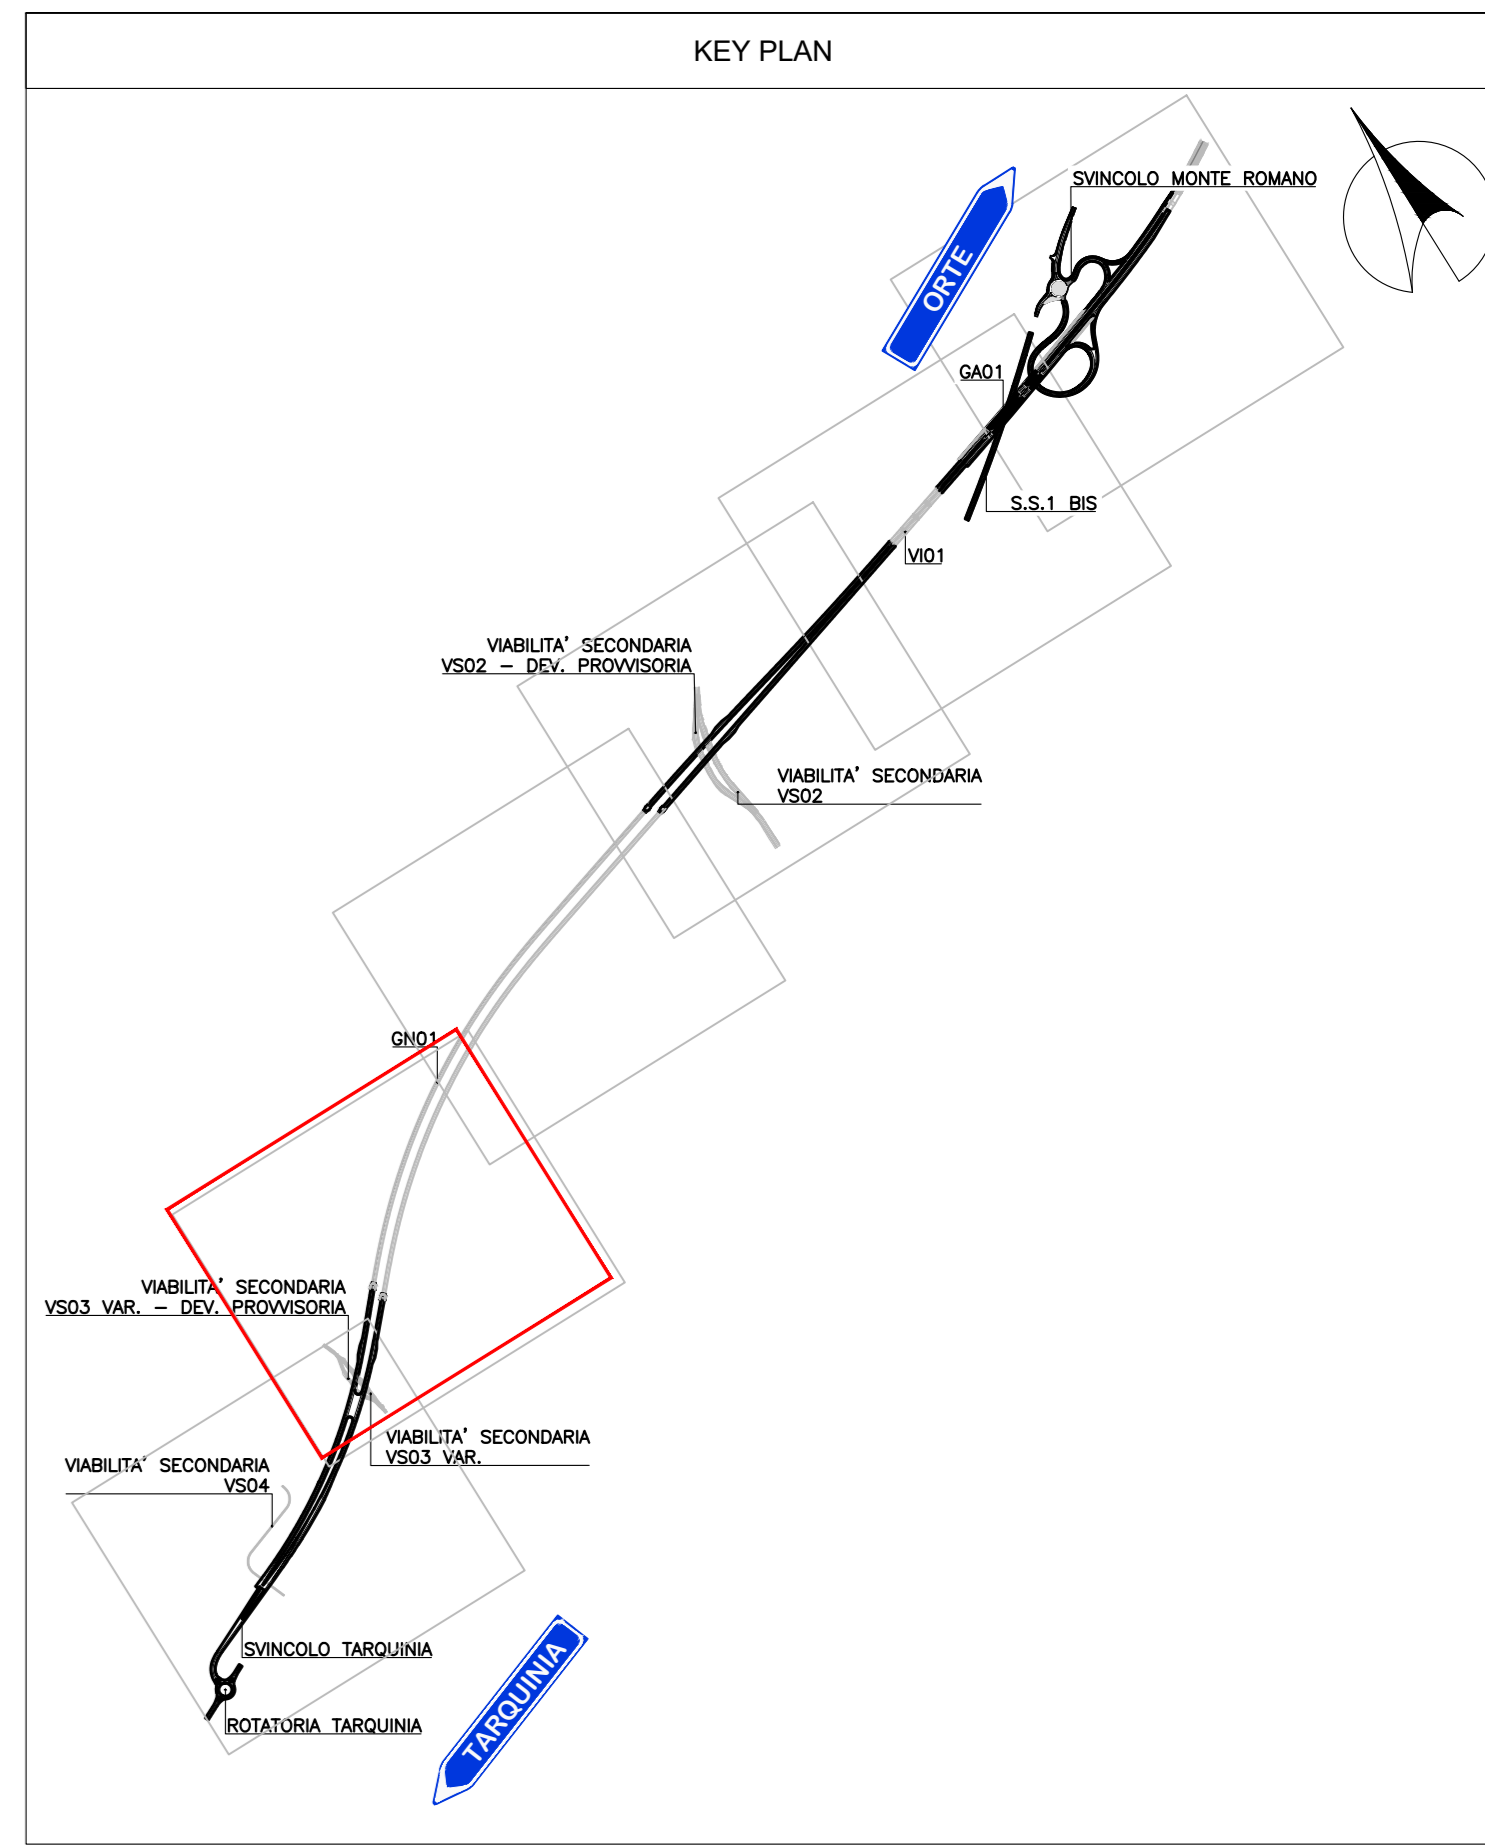 KEY PLAN
SVINCOLO MONTE ROMANO
ORTE
GA01
S.S.1 BIS
VI01
VIABILITA' SECONDARIA
VS02 - DEV. PROVVISORIA
VIABILITA' SECONDARIA
VS02
GN01
VIABILITA' SECONDARIA
VS03 VAR. - DEV. PROVVISORIA
VIABILITA' SECONDARIA
VS03 VAR.
VIABILITA' SECONDARIA
VS04
SVINCOLO TARQUINIA
TARQUINIA
ROTATORIA TARQUINIA